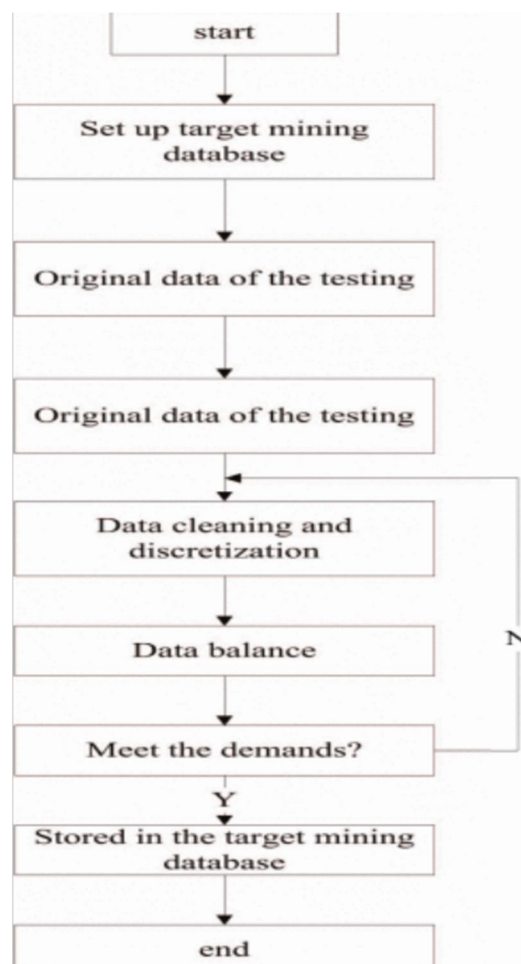 start
Set up target mining
database
Original data of the testing
Original data of the testing
Data cleaning and
discretization
Data balance
N
Meet the demands?
Y
Stored in the target mining
database
end